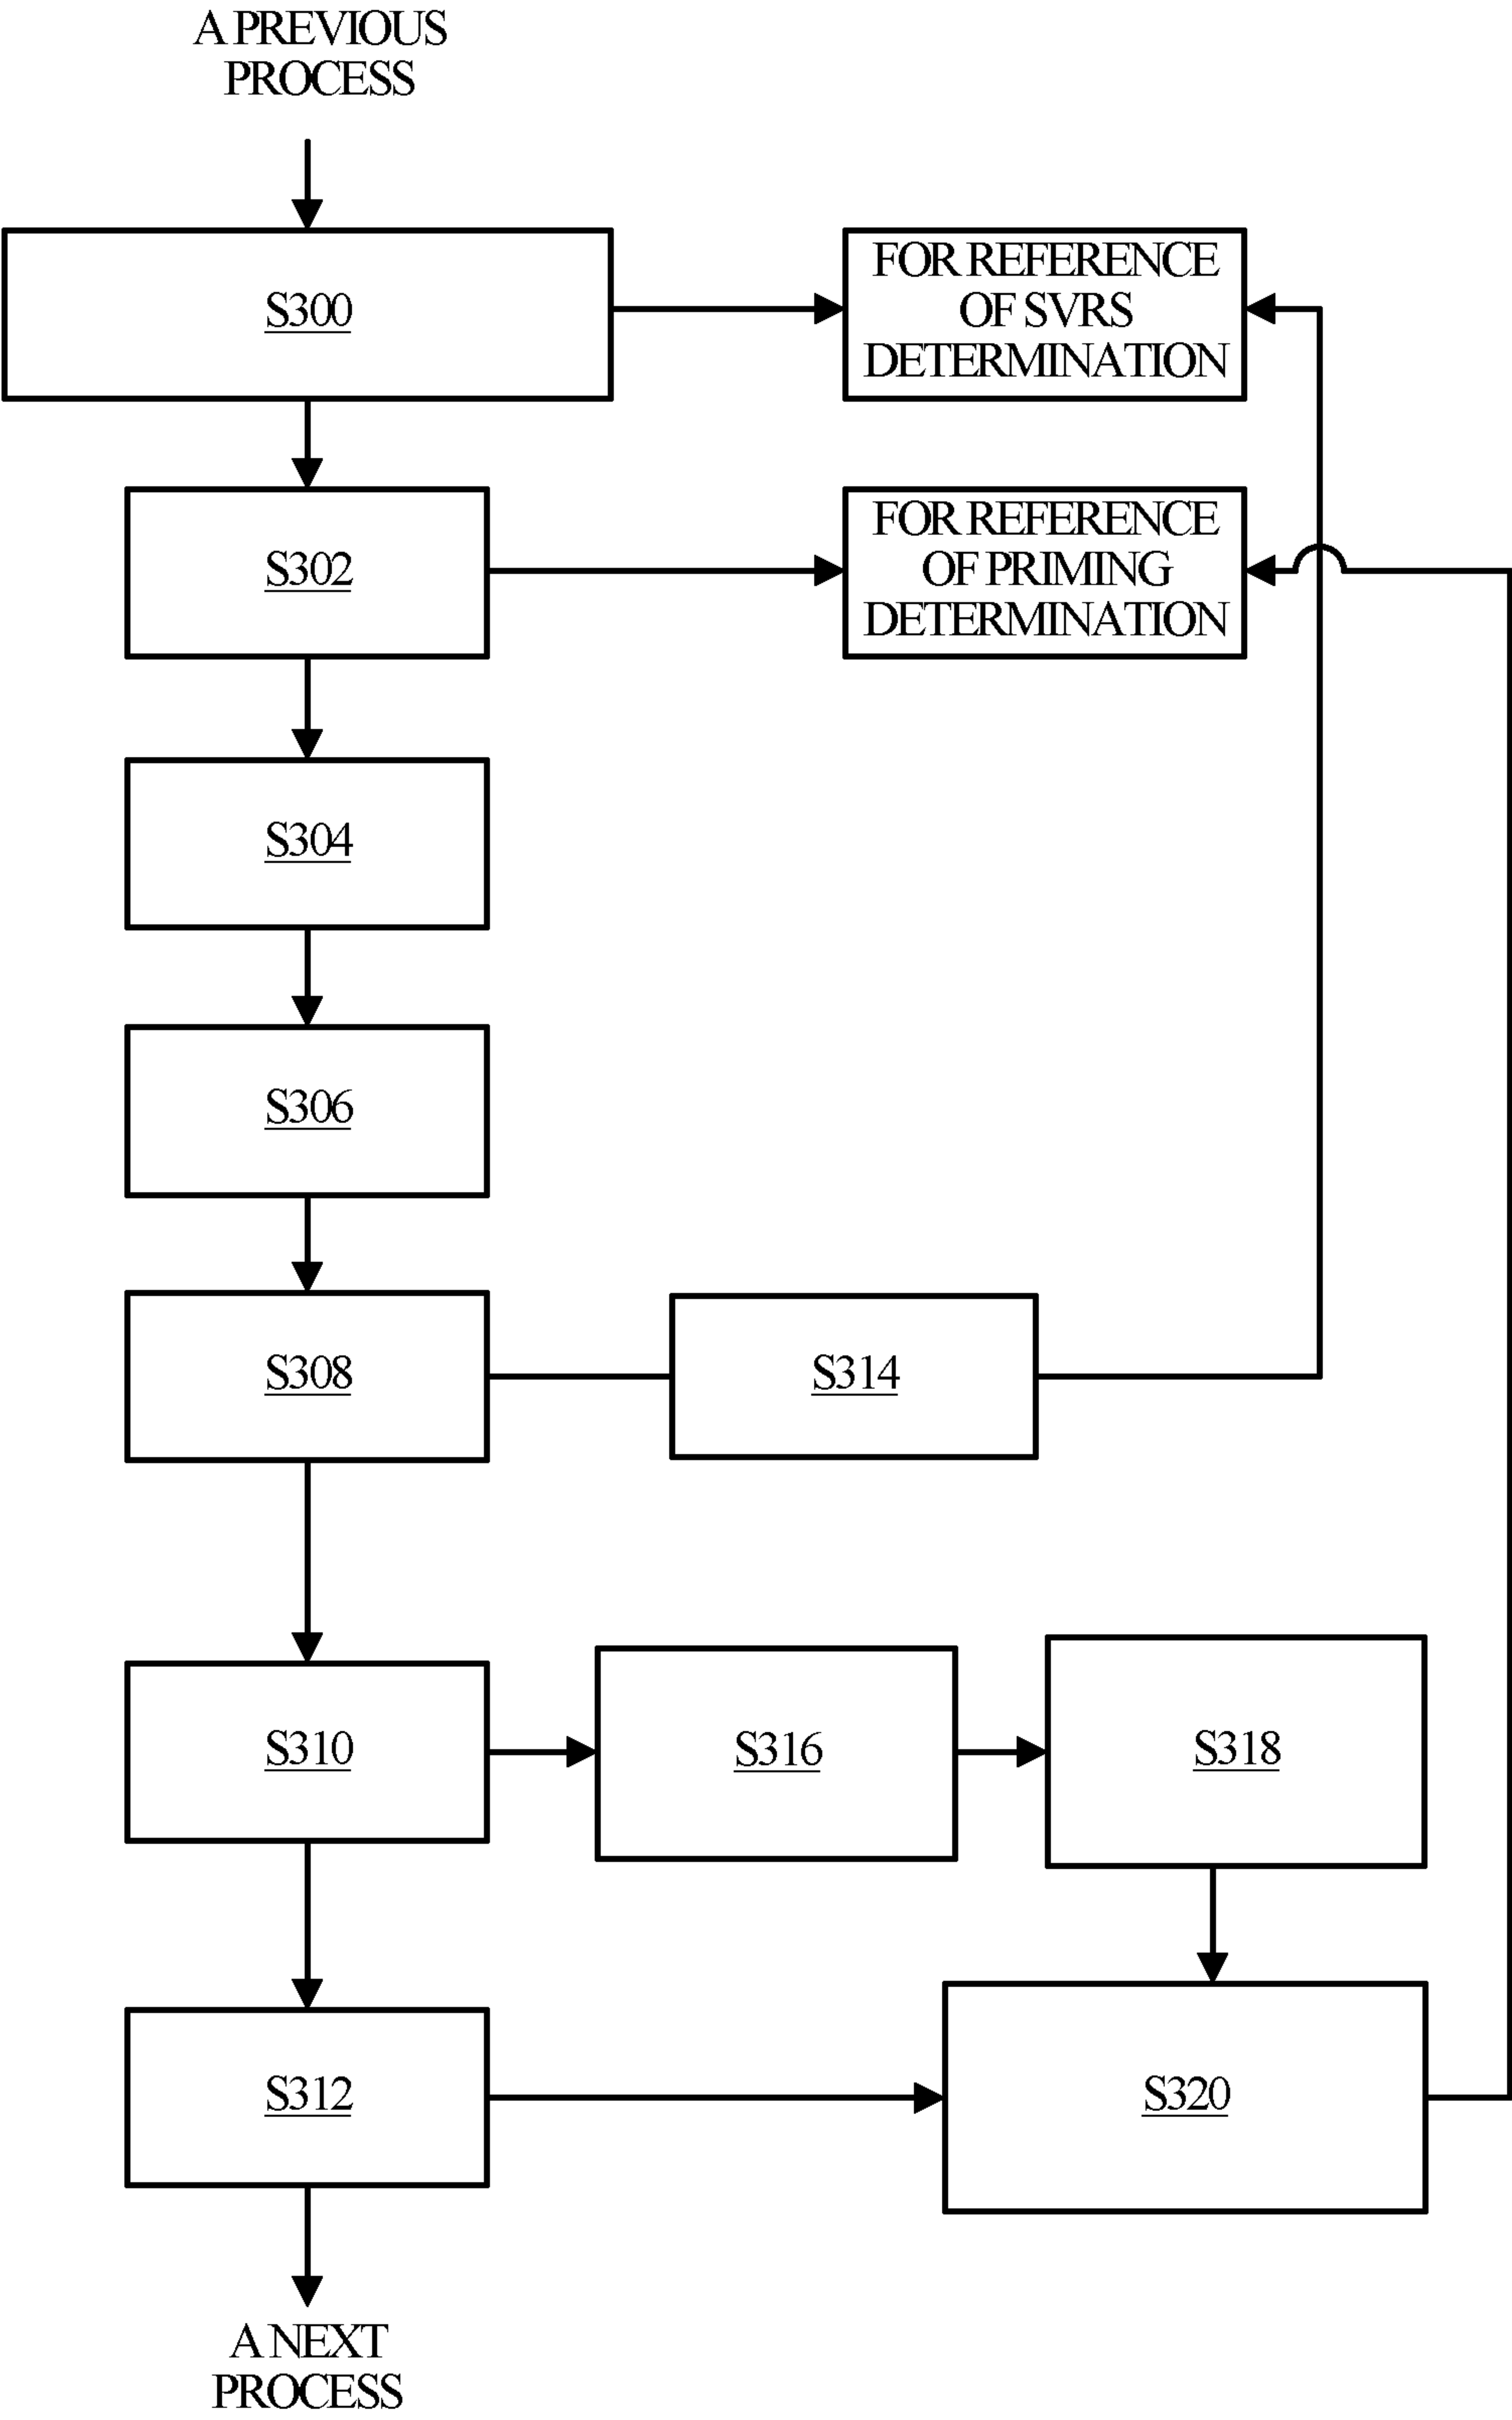 A PREVIOUS
PROCESS
S300
FOR REFERENCE
OF SVRS
DETERMINATION
S302
FOR REFERENCE
OF PRIMING
DETERMINATION
S304
S306
S308
S314
S310
S316
S318
S312
S320
A NEXT
PROCESS